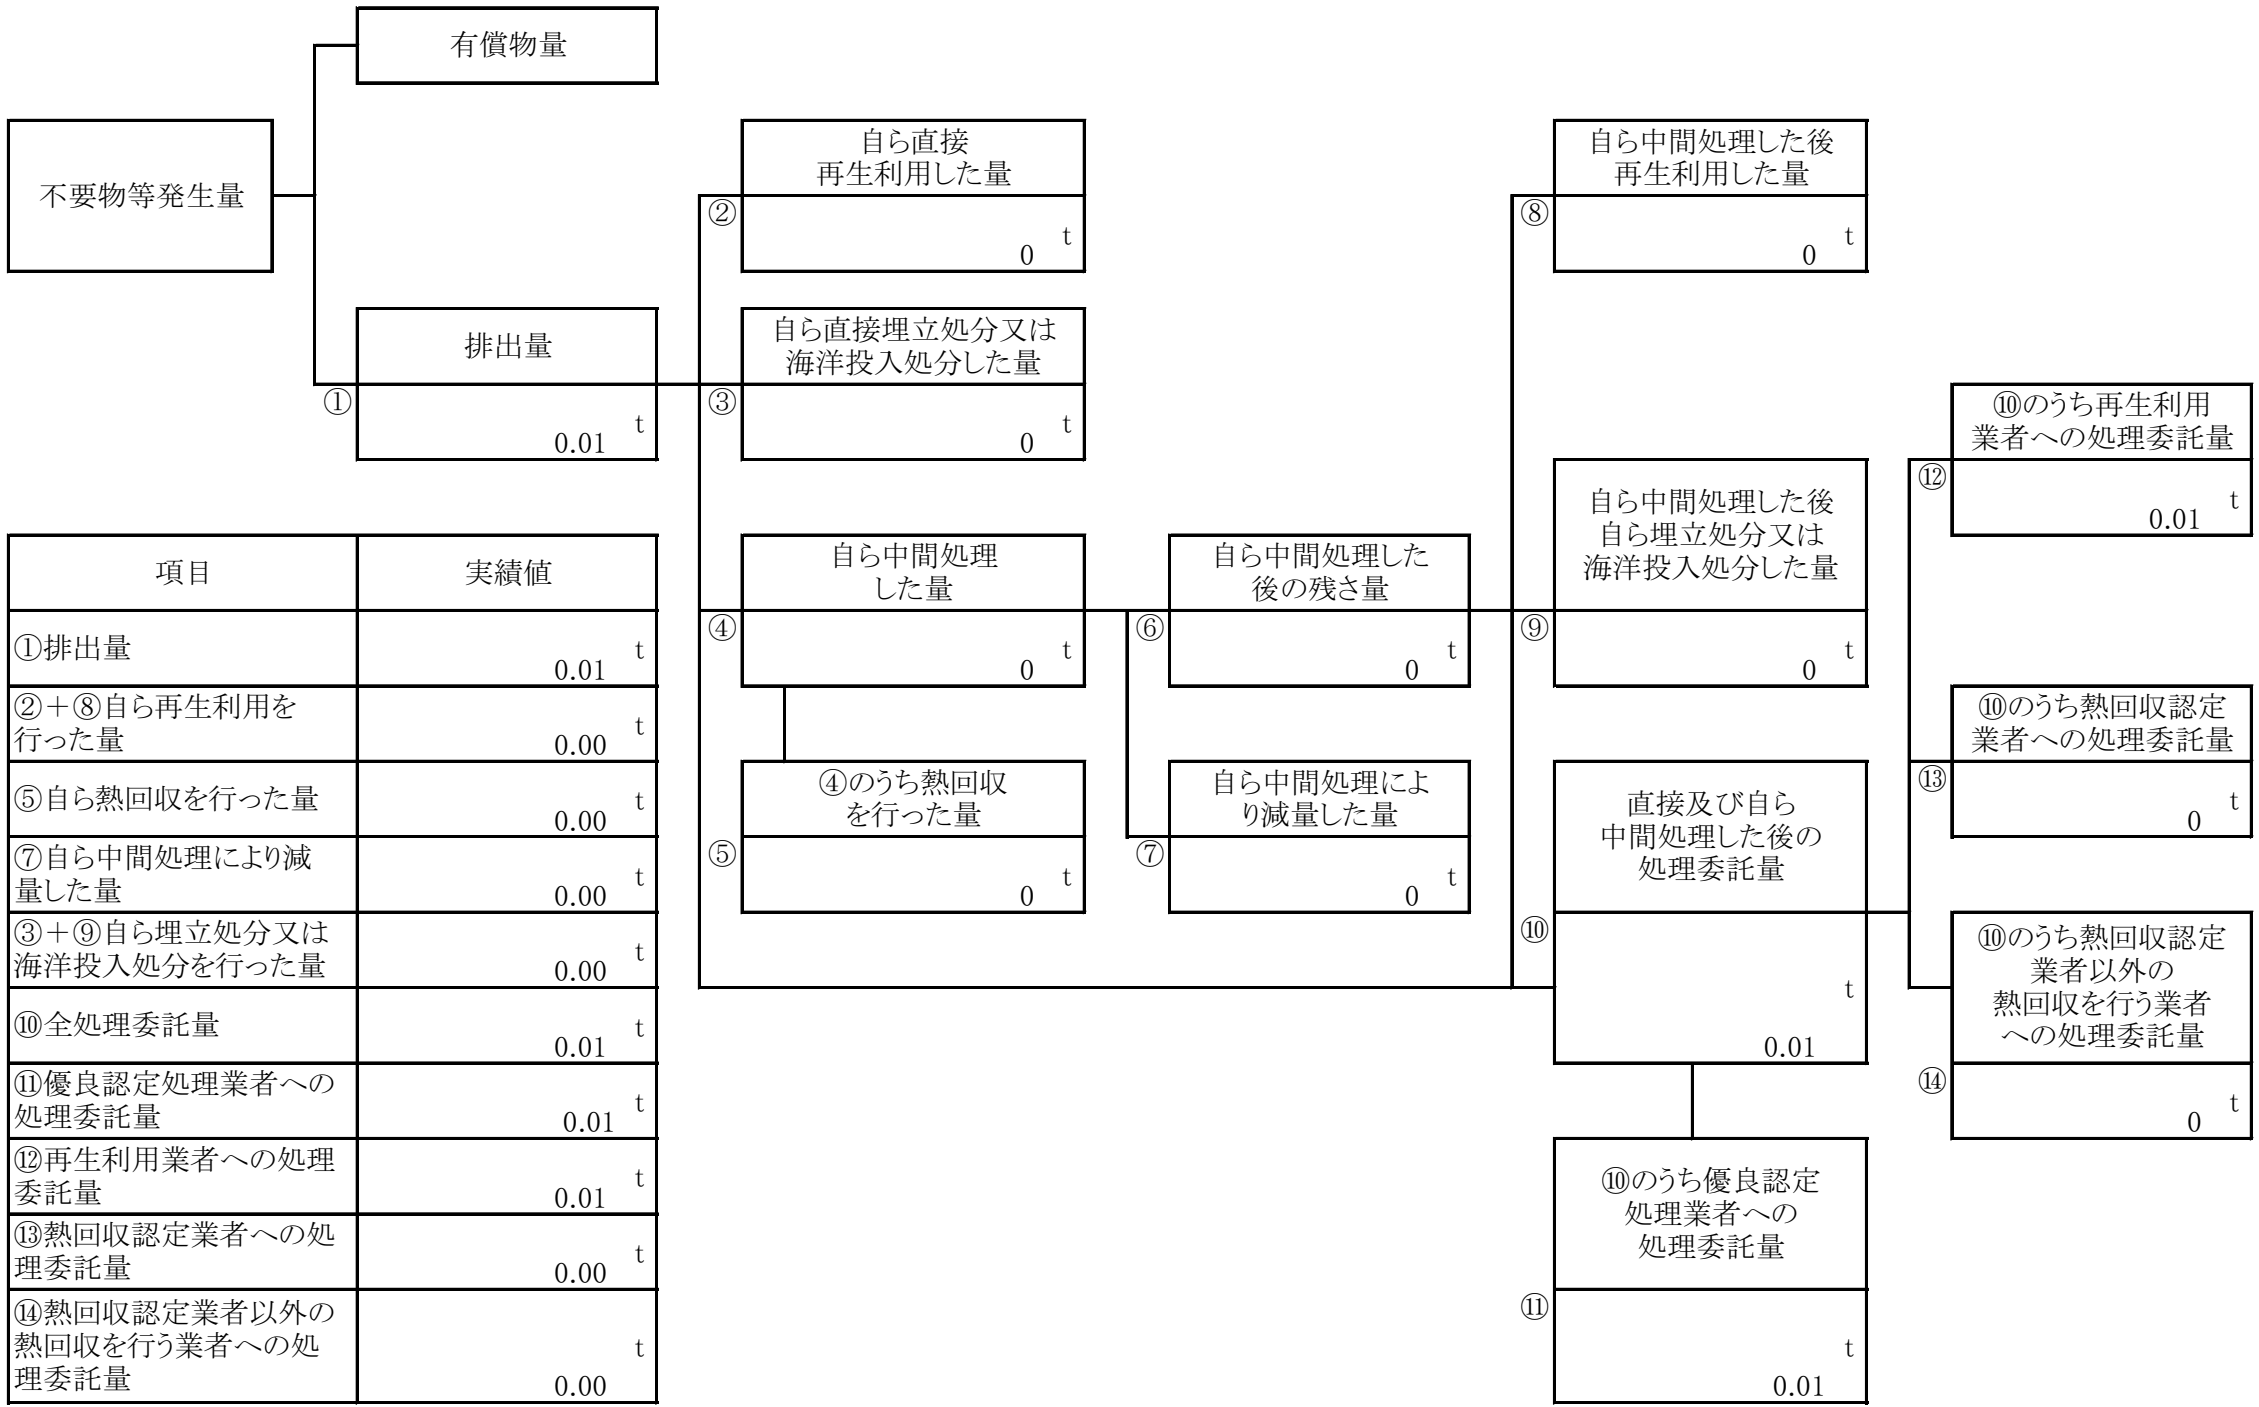 有償物量
不要物等発生量
排出量
①
0.01 t
自ら直接
再生利用した量
②
0 t
自ら直接埋立処分又は
海洋投入処分した量
③
0 t
自ら中間処理
した量
④
0 t
④のうち熱回収
を行った量
⑤
0 t
自ら中間処理した
後の残さ量
⑥
0 t
自ら中間処理によ
り減量した量
⑦
0 t
自ら中間処理した後
再生利用した量
⑧
0 t
自ら中間処理した後
自ら埋立処分又は
海洋投入処分した量
⑨
0 t
直接及び自ら
中間処理した後の
処理委託量
⑩
t
0.01
⑩のうち優良認定
処理業者への
処理委託量
⑪
t
0.01
⑩のうち再生利用
業者への処理委託量
⑫
0.01 t
⑩のうち熱回収認定
業者への処理委託量
⑬
0 t
⑩のうち熱回収認定
業者以外の
熱回収を行う業者
への処理委託量
⑭
0 t
項目 実績値
①排出量 0.01 t
②＋⑧自ら再生利用を
行った量 0.00 t
⑤自ら熱回収を行った量 0.00 t
⑦自ら中間処理により減
量した量 0.00 t
③＋⑨自ら埋立処分又は
海洋投入処分を行った量 0.00 t
⑩全処理委託量 0.01 t
⑪優良認定処理業者への
処理委託量 0.01 t
⑫再生利用業者への処理
委託量 0.01 t
⑬熱回収認定業者への処
理委託量 0.00 t
⑭熱回収認定業者以外の
熱回収を行う業者への処 t
理委託量 0.00